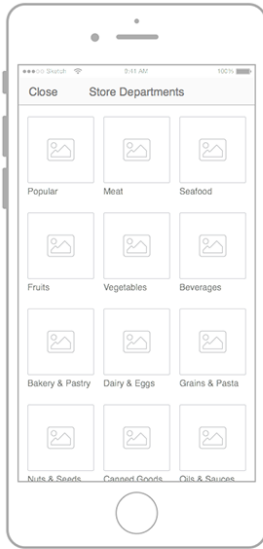 Sketch 9:41 AM 100%
Close Store Departments
Popular Meat Seafood
Fruits Vegetables Beverages
Bakery & Pastry Dairy & Eggs Grains & Pasta
Nuts & Seeds Canned Goods Oils & Sauces